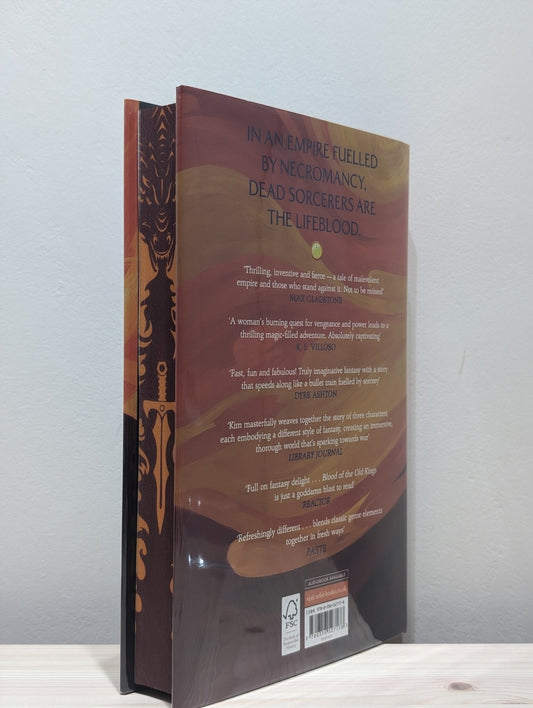 IN AN EMPIRE FUELLED
BY NECROMANCY,
DEAD SORCERERS ARE
THE LIFEBLOOD.
'Thrilling, inventive and fierce – a tale of malevolent
empire and those who stand against it. Not to be missed'
MAX GLADSTONE
'A woman's burning quest for vengeance and power leads to a
thrilling magic-filled adventure. Absolutely captivating'
K. S. VILLOSO
'Fast, fun and fabulous! Truly imaginative fantasy with a story
that speeds along like a bullet train fuelled by sorcery'
DYRK ASHTON
'Kim masterfully weaves together the story of three characters,
each embodying a different style of fantasy, creating an immersive,
thorough world that's sparking towards war'
LIBRARY JOURNAL
'Full on fantasy delight . . . Blood of the Old Kings
is just a goddamn blast to read'
REACTOR
'Refreshingly different . . . blends classic genre elements
together in fresh ways'
PASTE
AUDIOBOOK AVAILABLE
visit orbit-books.co.uk
ISBN
FSC